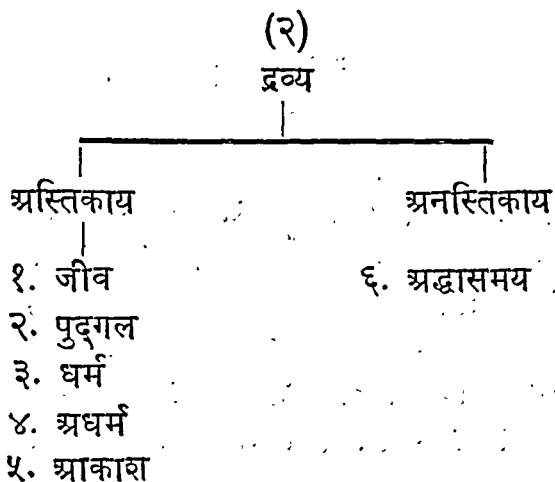 (२)
द्रव्य
अस्तिकाय अनस्तिकाय
१. जीव ६. अद्धासमय
२. पुद्गल
३. धर्म
४. अधर्म
५. आकाश